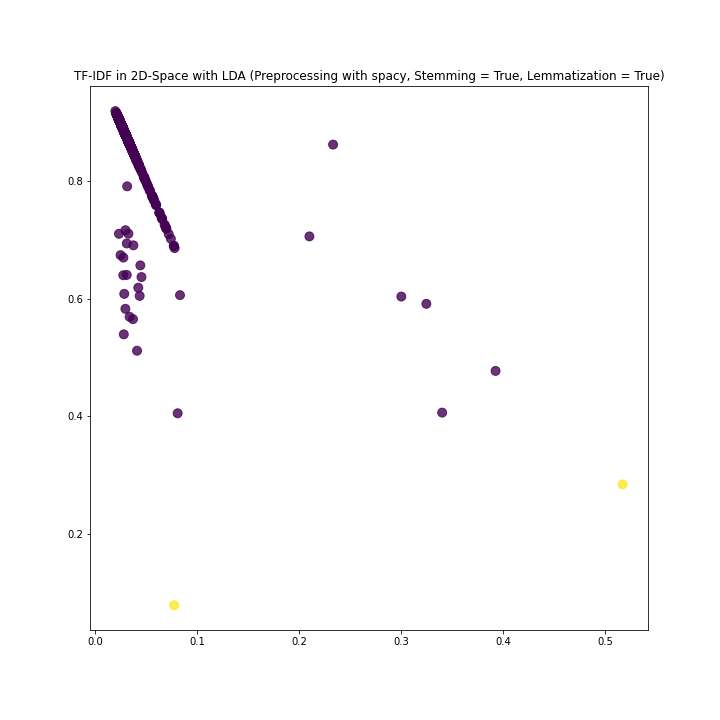 TF-IDF in 2D-Space with LDA (Preprocessing with spacy, Stemming = True, Lemmatization = True)
0.8
0.6
0.4
0.2
0.0 0.1 0.2 0.3 0.4 0.5